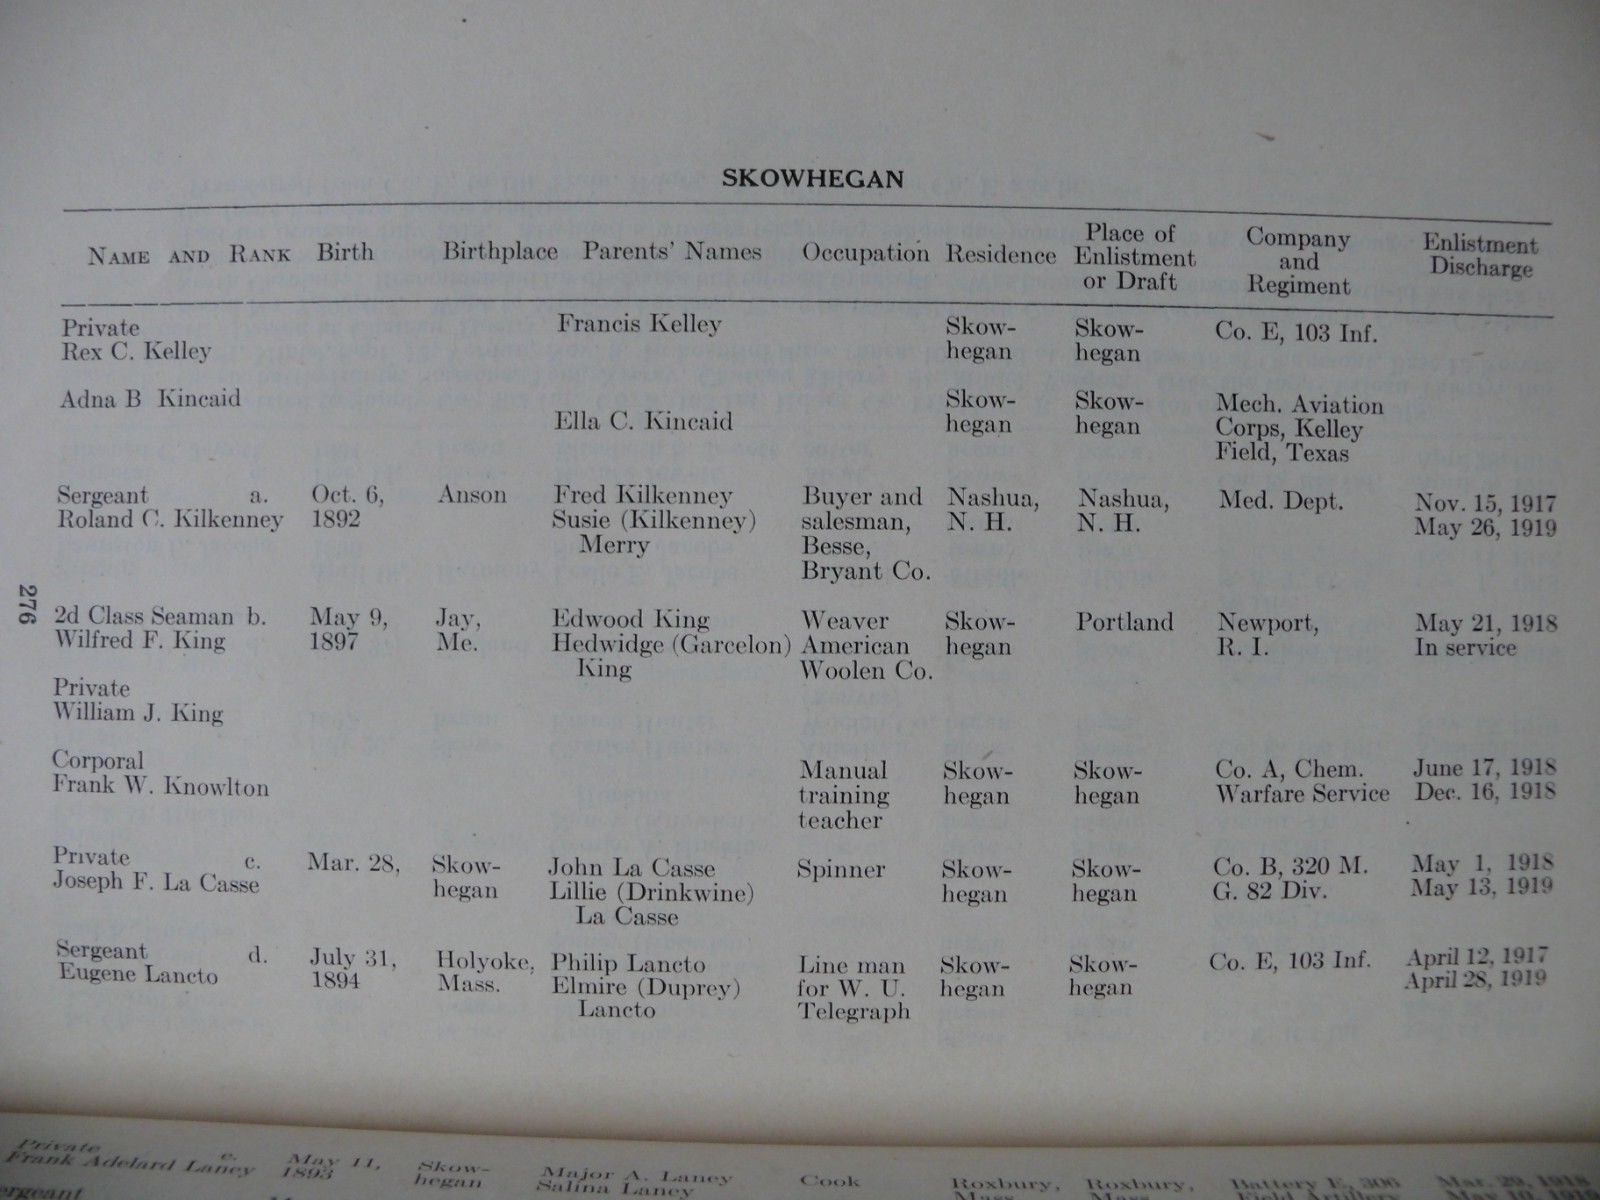 SKOWHEGAN
NAME AND RANK Birth Birthplace Parents' Names Occupation Residence Place of Enlistment or Draft Company and Regiment Enlistment Discharge
Private Francis Kelley Skow- Skow- Co. E, 103 Inf.
Rex C. Kelley hegan hegan
Adna B Kincaid Skow- Skow- Mech. Aviation
Ella C. Kincaid hegan hegan Corps, Kelley
Field, Texas
Sergeant a. Oct. 6, Anson Fred Kilkenney Buyer and Nashua, Nashua, Med. Dept. Nov. 15, 1917
Roland C. Kilkenney 1892 Susie (Kilkenney) salesman, N. H. N. H. May 26, 1919
Merry Besse,
Bryant Co.
276
2d Class Seaman b. May 9, Jay, Edwood King Weaver Skow- Portland Newport, May 21, 1918
Wilfred F. King 1897 Me. Hedwidge (Garcelon) American hegan R. I. In service
King Woolen Co.
Private
William J. King
Corporal Manual Skow- Skow- Co. A, Chem. June 17, 1918
Frank W. Knowlton training hegan hegan Warfare Service Dec. 16, 1918
teacher
Private c. Mar. 28, Skow- John La Casse Spinner Skow- Skow- Co. B, 320 M. May 1, 1918
Joseph F. La Casse hegan Lillie (Drinkwine) hegan hegan G. 82 Div. May 13, 1919
La Casse
Sergeant d. July 31, Holyoke, Philip Lancto Line man Skow- Skow- Co. E, 103 Inf. April 12, 1917
Eugene Lancto 1894 Mass. Elmire (Duprey) for W. U. hegan hegan April 28, 1919
Lancto Telegraph
Private e. May 11, Skow- Major A. Laney Cook Roxbury, Roxbury, Battery E, 306 Mar. 29, 1918
Frank Adelard Laney 1893 hegan Salina Laney Mass. Mass. Field Artillery